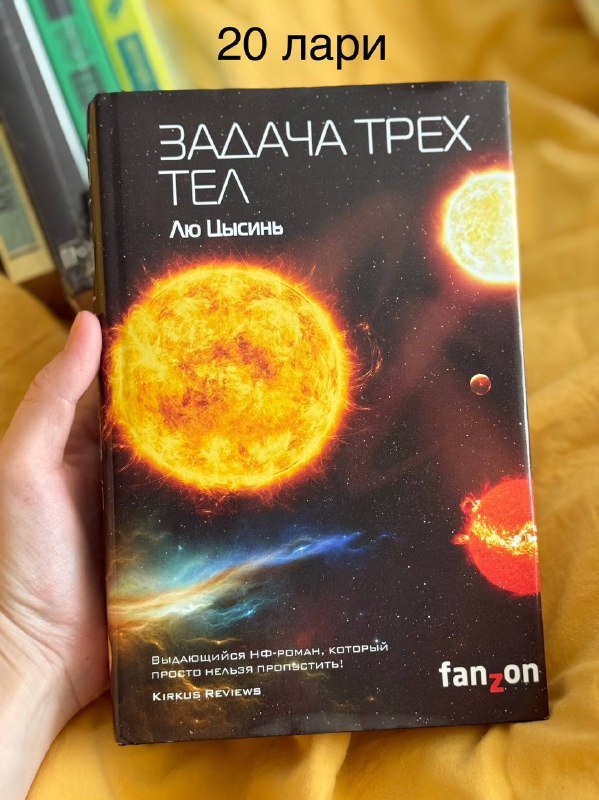 20 лари
ЗАДАЧА ТРЕХ
ТЕЛ
Лю Цысинь
Выдающийся НФ-роман, который
просто нельзя пропустить!
Kirkus Reviews
fanzon